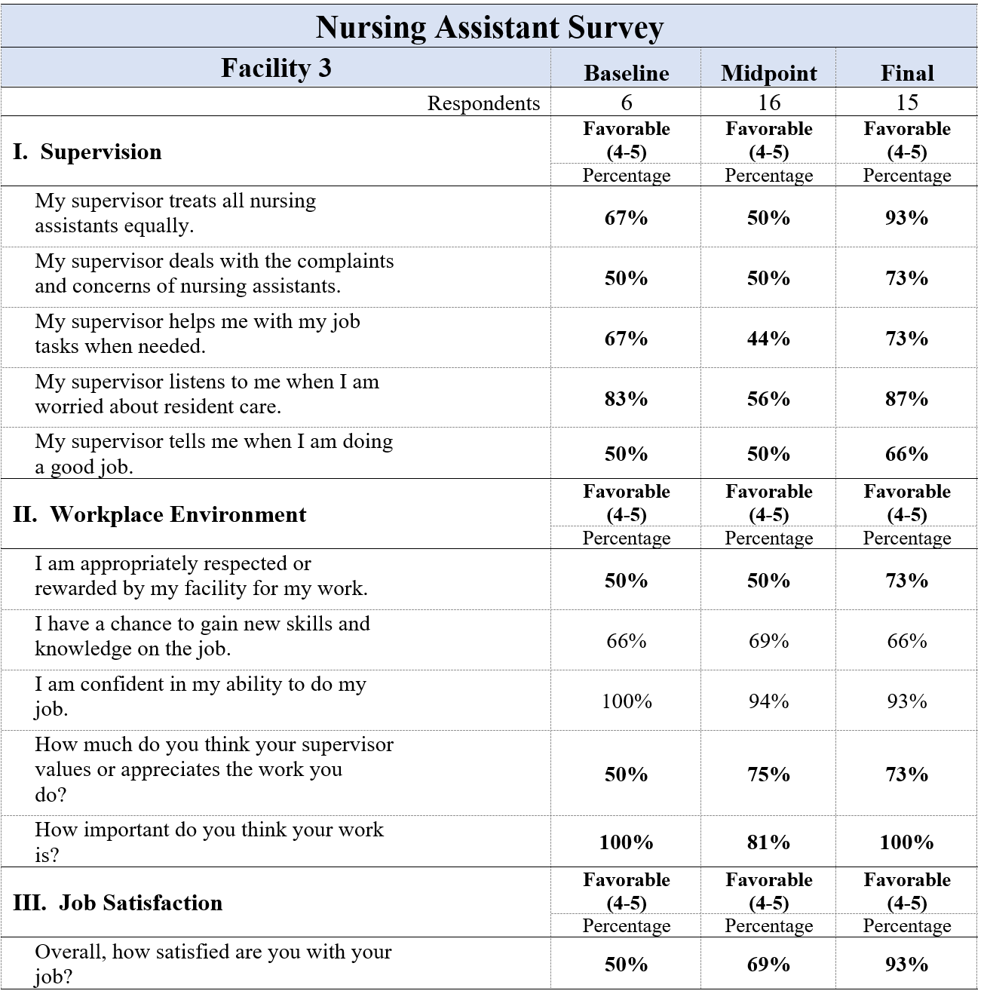 Nursing Assistant Survey
Facility 3 Baseline Midpoint Final
Respondents 6 16 15
I. Supervision Favorable (4-5) Favorable (4-5) Favorable (4-5)
Percentage Percentage Percentage
My supervisor treats all nursing
assistants equally. 67% 50% 93%
My supervisor deals with the complaints
and concerns of nursing assistants. 50% 50% 73%
My supervisor helps me with my job
tasks when needed. 67% 44% 73%
My supervisor listens to me when I am
worried about resident care. 83% 56% 87%
My supervisor tells me when I am doing
a good job. 50% 50% 66%
II. Workplace Environment Favorable (4-5) Favorable (4-5) Favorable (4-5)
Percentage Percentage Percentage
I am appropriately respected or
rewarded by my facility for my work. 50% 50% 73%
I have a chance to gain new skills and
knowledge on the job. 66% 69% 66%
I am confident in my ability to do my
job. 100% 94% 93%
How much do you think your supervisor
values or appreciates the work you
do? 50% 75% 73%
How important do you think your work
is? 100% 81% 100%
III. Job Satisfaction Favorable (4-5) Favorable (4-5) Favorable (4-5)
Percentage Percentage Percentage
Overall, how satisfied are you with your
job? 50% 69% 93%